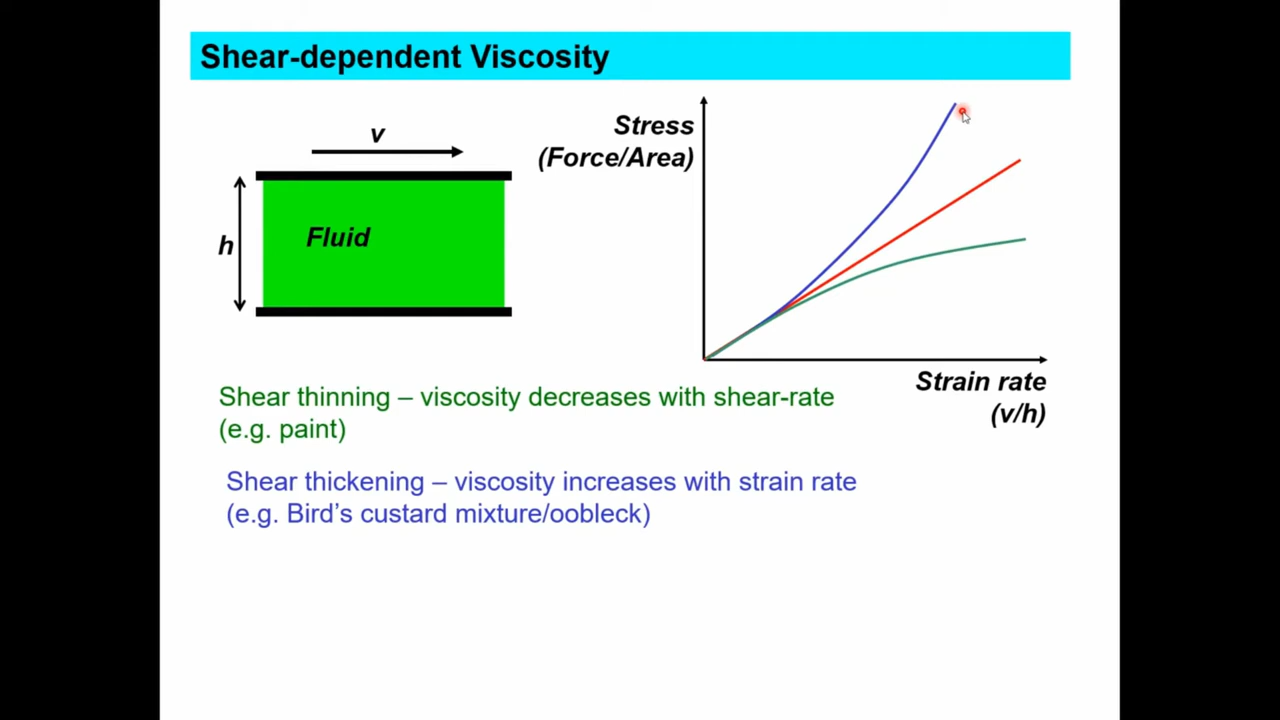 Shear-dependent Viscosity
v
h
Fluid
Stress
(Force/Area)
Strain rate
(v/h)
Shear thinning – viscosity decreases with shear-rate
(e.g. paint)
Shear thickening – viscosity increases with strain rate
(e.g. Bird’s custard mixture/oobleck)